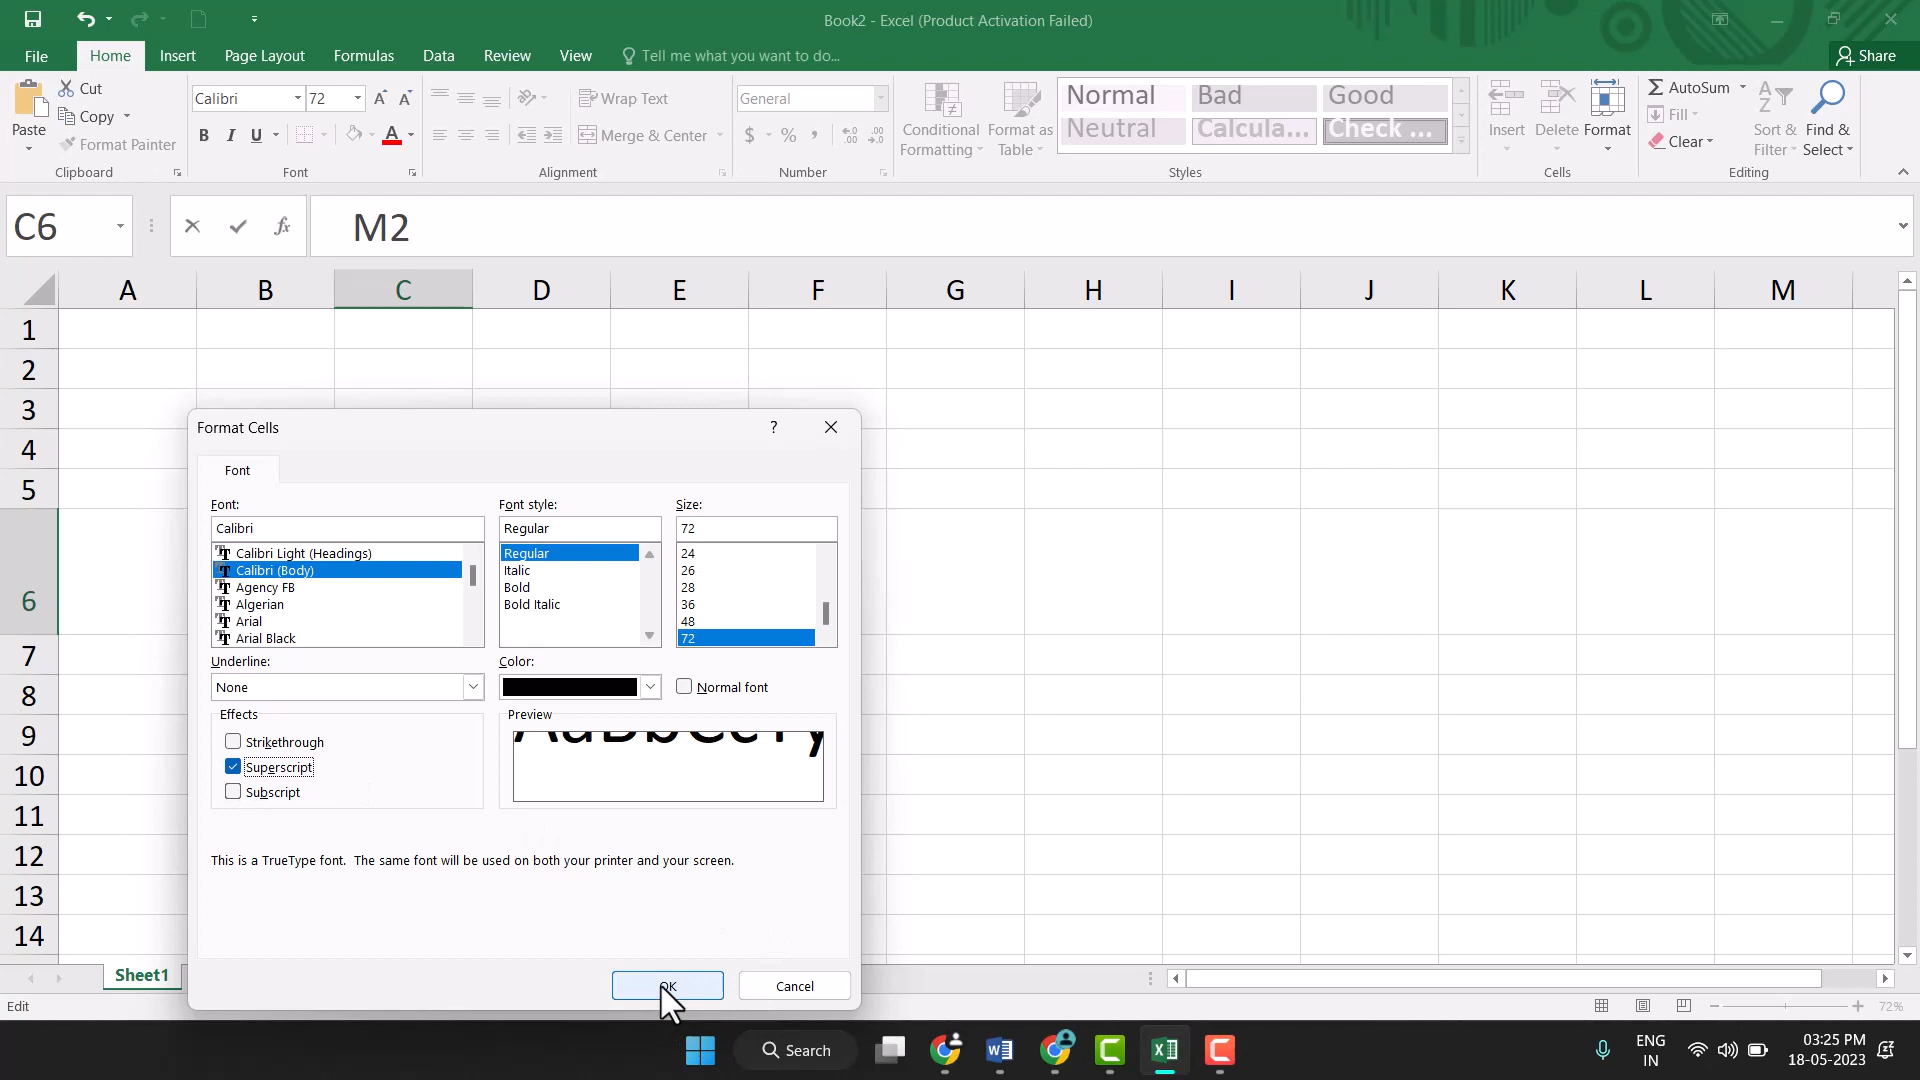 Book2 - Excel (Product Activation Failed)
File Home Insert Page Layout Formulas Data Review View Tell me what you want to do... Share
Paste
Cut
Copy
Format Painter
Clipboard
Calibri 72
B I U A
Font
Wrap Text
Merge & Center
Alignment
General
$ % ,
Number
Conditional Formatting
Format as Table
Normal Bad Good
Neutral Calcula... Check ...
Styles
Insert Delete Format
Cells
AutoSum
Fill
Clear
Sort & Filter
Find & Select
Editing
C6 fx M2
A B C D E F G H I J K L M
1
2
3
4
5
6
7
8
9
10
11
12
13
14
Format Cells ?
Font
Font: Font style: Size:
Calibri Regular 72
Calibri Light (Headings) Regular 24
Calibri (Body) Italic 26
Agency FB Bold 28
Algerian Bold Italic 36
Arial 48
Arial Black 72
Underline: Color:
None Normal font
Effects Preview
Strikethrough
Superscript
Subscript
This is a TrueType font. The same font will be used on both your printer and your screen.
OK Cancel
Sheet1
Edit 72%
Search
ENG
IN
03:25 PM
18-05-2023